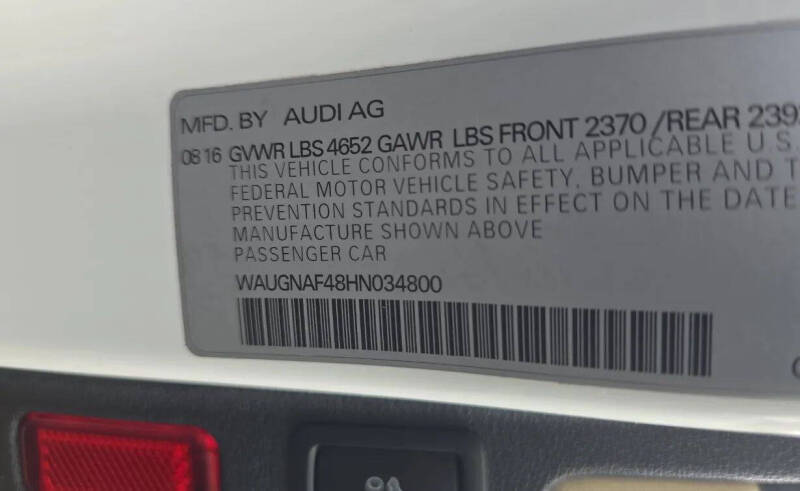 MFD. BY AUDI AG
08 16 GVWR LBS 4652 GAWR LBS FRONT 2370 /REAR 239
THIS VEHICLE CONFORMS TO ALL APPLICABLE U S
FEDERAL MOTOR VEHICLE SAFETY, BUMPER AND T
PREVENTION STANDARDS IN EFFECT ON THE DATE
MANUFACTURE SHOWN ABOVE
PASSENGER CAR
WAUGNAF48HN034800